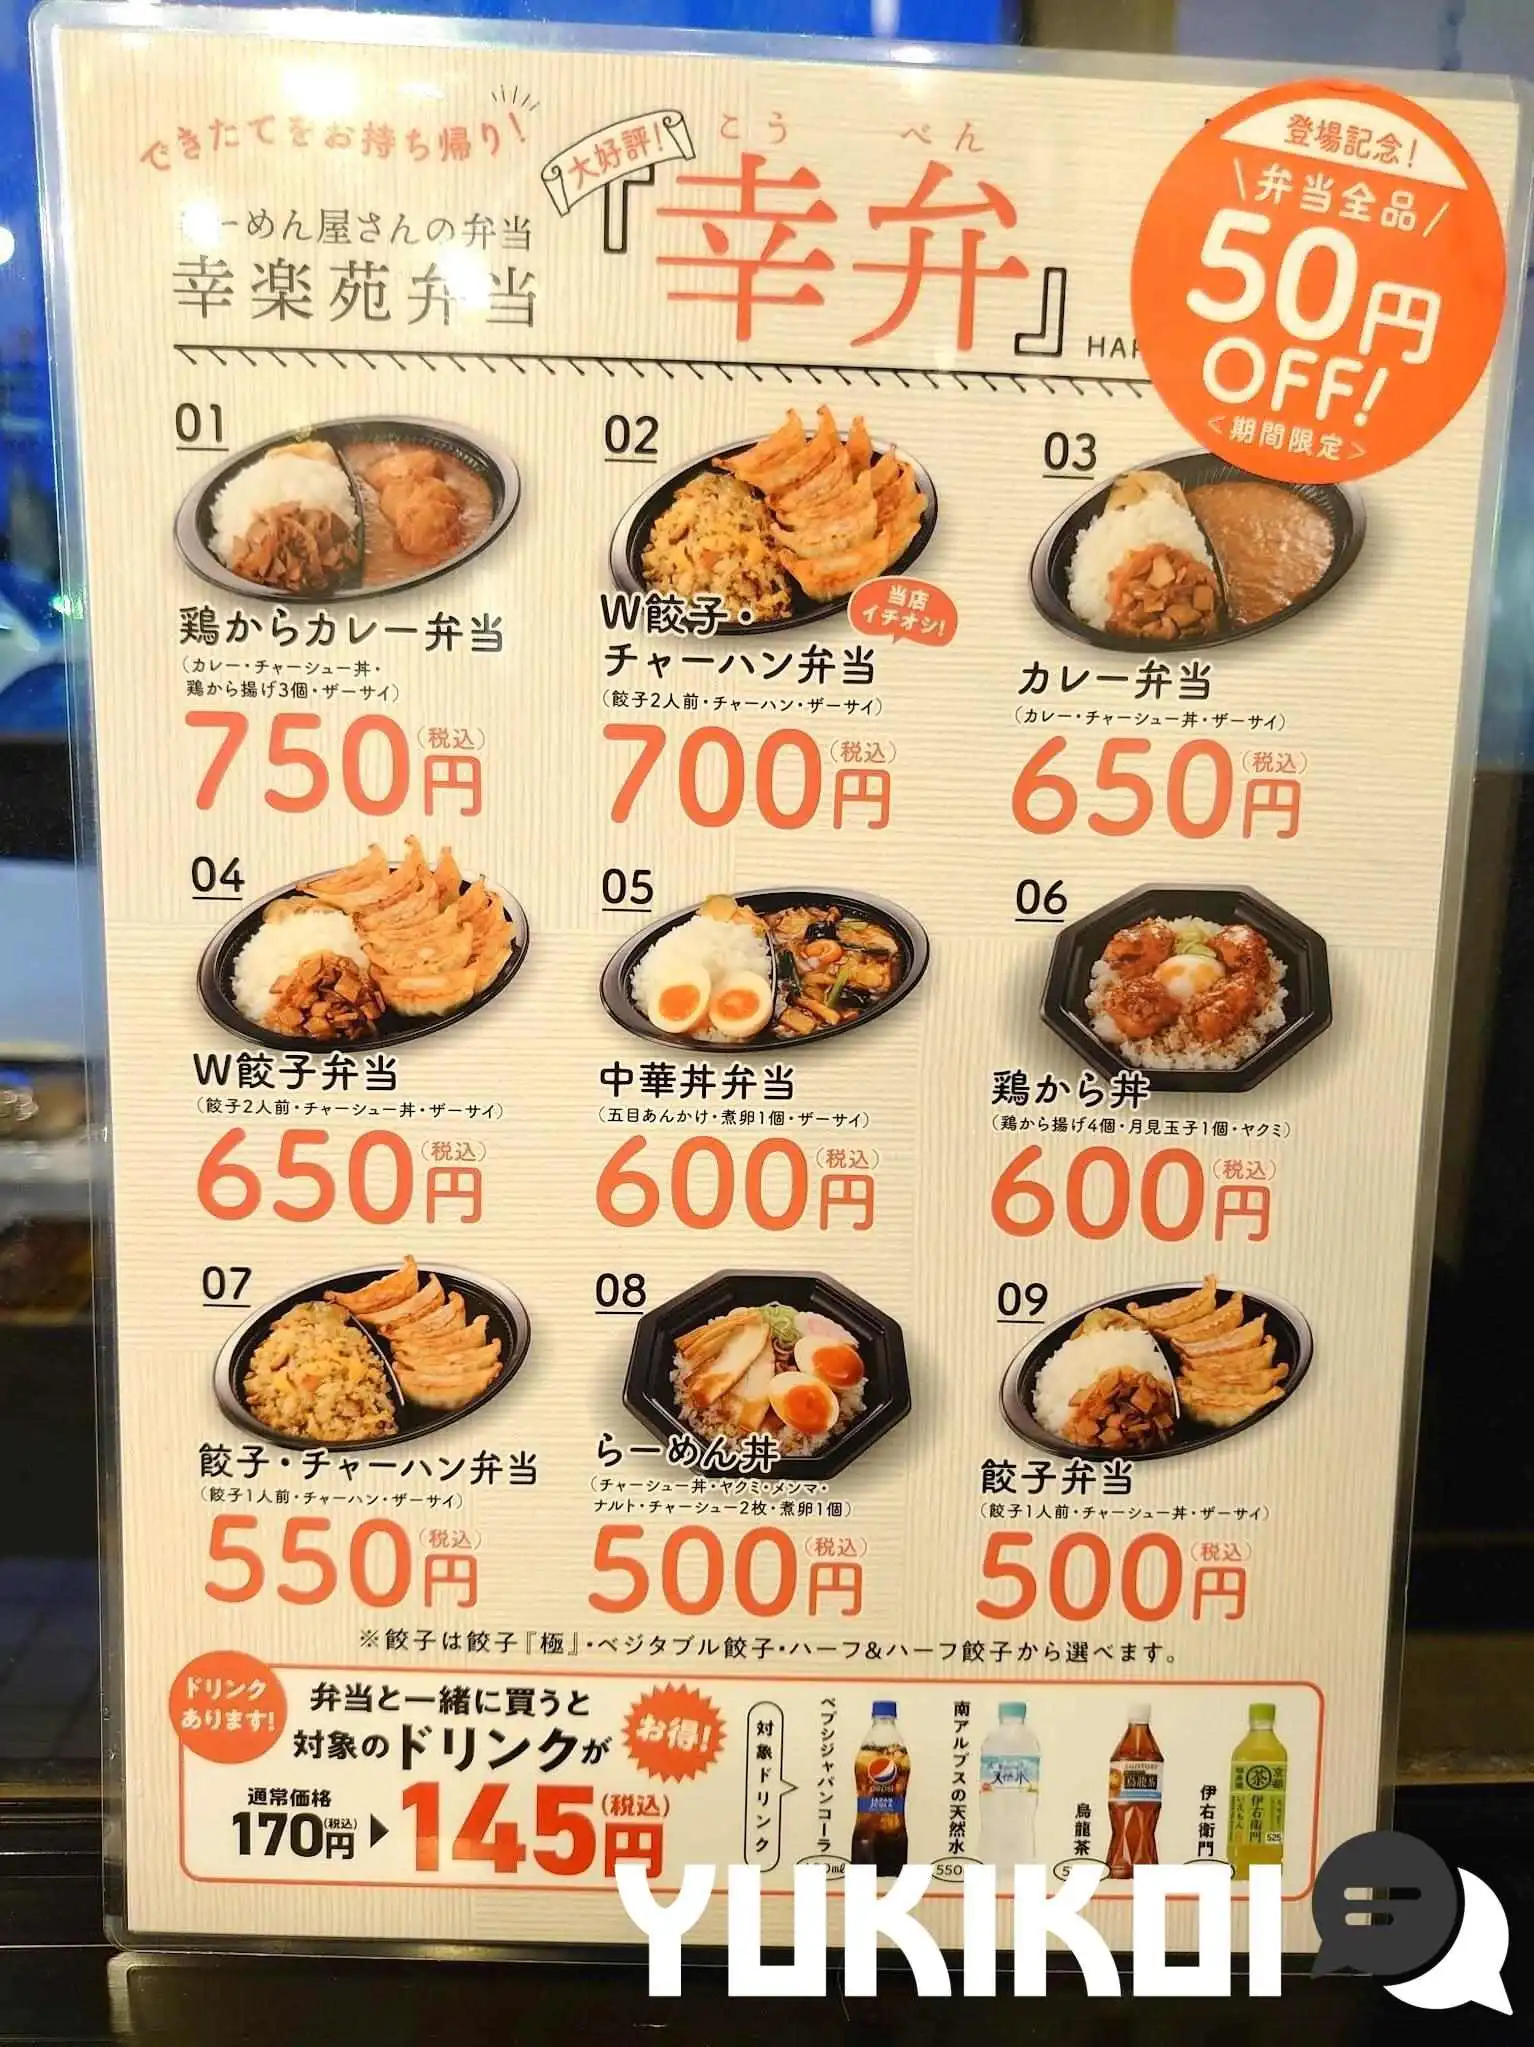 できたてをお持ち帰り!
大好評!
こうべん
『幸弁』
ーめん屋さんの弁当
幸楽苑弁当
登場記念!
弁当全品
50円
OFF!
<期間限定>
01
鶏からカレー弁当
(カレー・チャーシュー丼・
鶏から揚げ3個・ザーサイ)
750円(税込)
02
当店
イチオシ!
W餃子・
チャーハン弁当
(餃子2人前・チャーハン・ザーサイ)
700円(税込)
03
カレー弁当
(カレー・チャーシュー丼・ザーサイ)
650円(税込)
04
W餃子弁当
(餃子2人前・チャーシュー丼・ザーサイ)
650円(税込)
05
中華丼弁当
(五目あんかけ・煮卵1個・ザーサイ)
600円(税込)
06
鶏から丼
(鶏から揚げ4個・月見玉子1個・ヤクミ)
600円(税込)
07
餃子・チャーハン弁当
(餃子1人前・チャーハン・ザーサイ)
550円(税込)
08
らーめん丼
(チャーシュー丼・ヤクミ・メンマ・
ナルト・チャーシュー2枚・煮卵1個)
500円(税込)
09
餃子弁当
(餃子1人前・チャーシュー丼・ザーサイ)
500円(税込)
※餃子は餃子『極』・ベジタブル餃子・ハーフ&ハーフ餃子から選べます。
ドリンク
あります!
弁当と一緒に買うと
対象のドリンクが
お得!
通常価格
170円(税込)
145円(税込)
対象ドリンク
ペプシジャパンコーラ
南アルプスの天然水
550
烏龍茶
伊右衛門
YUKIKOI